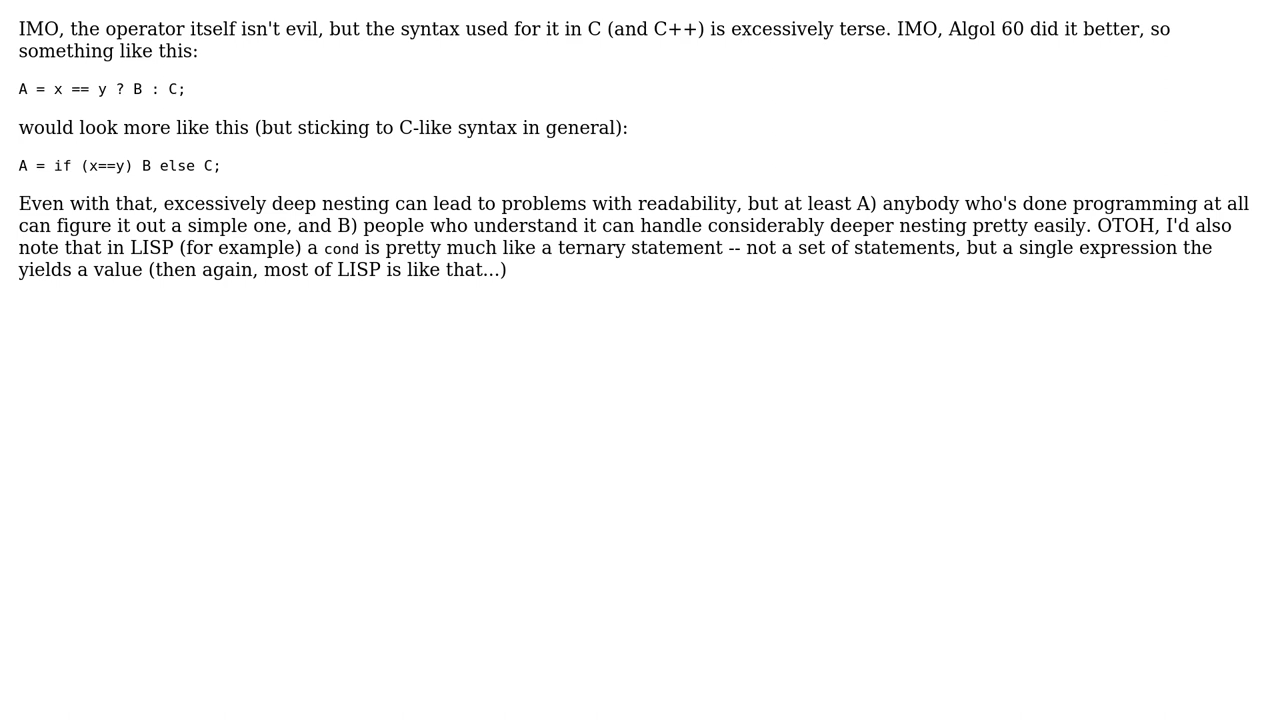 IMO, the operator itself isn't evil, but the syntax used for it in C (and C++) is excessively terse. IMO, Algol 60 did it better, so
something like this:
A = x == y ? B : C;
would look more like this (but sticking to C-like syntax in general):
A = if (x==y) B else C;
Even with that, excessively deep nesting can lead to problems with readability, but at least A) anybody who's done programming at all
can figure it out a simple one, and B) people who understand it can handle considerably deeper nesting pretty easily. OTOH, I'd also
note that in LISP (for example) a cond is pretty much like a ternary statement -- not a set of statements, but a single expression the
yields a value (then again, most of LISP is like that...)